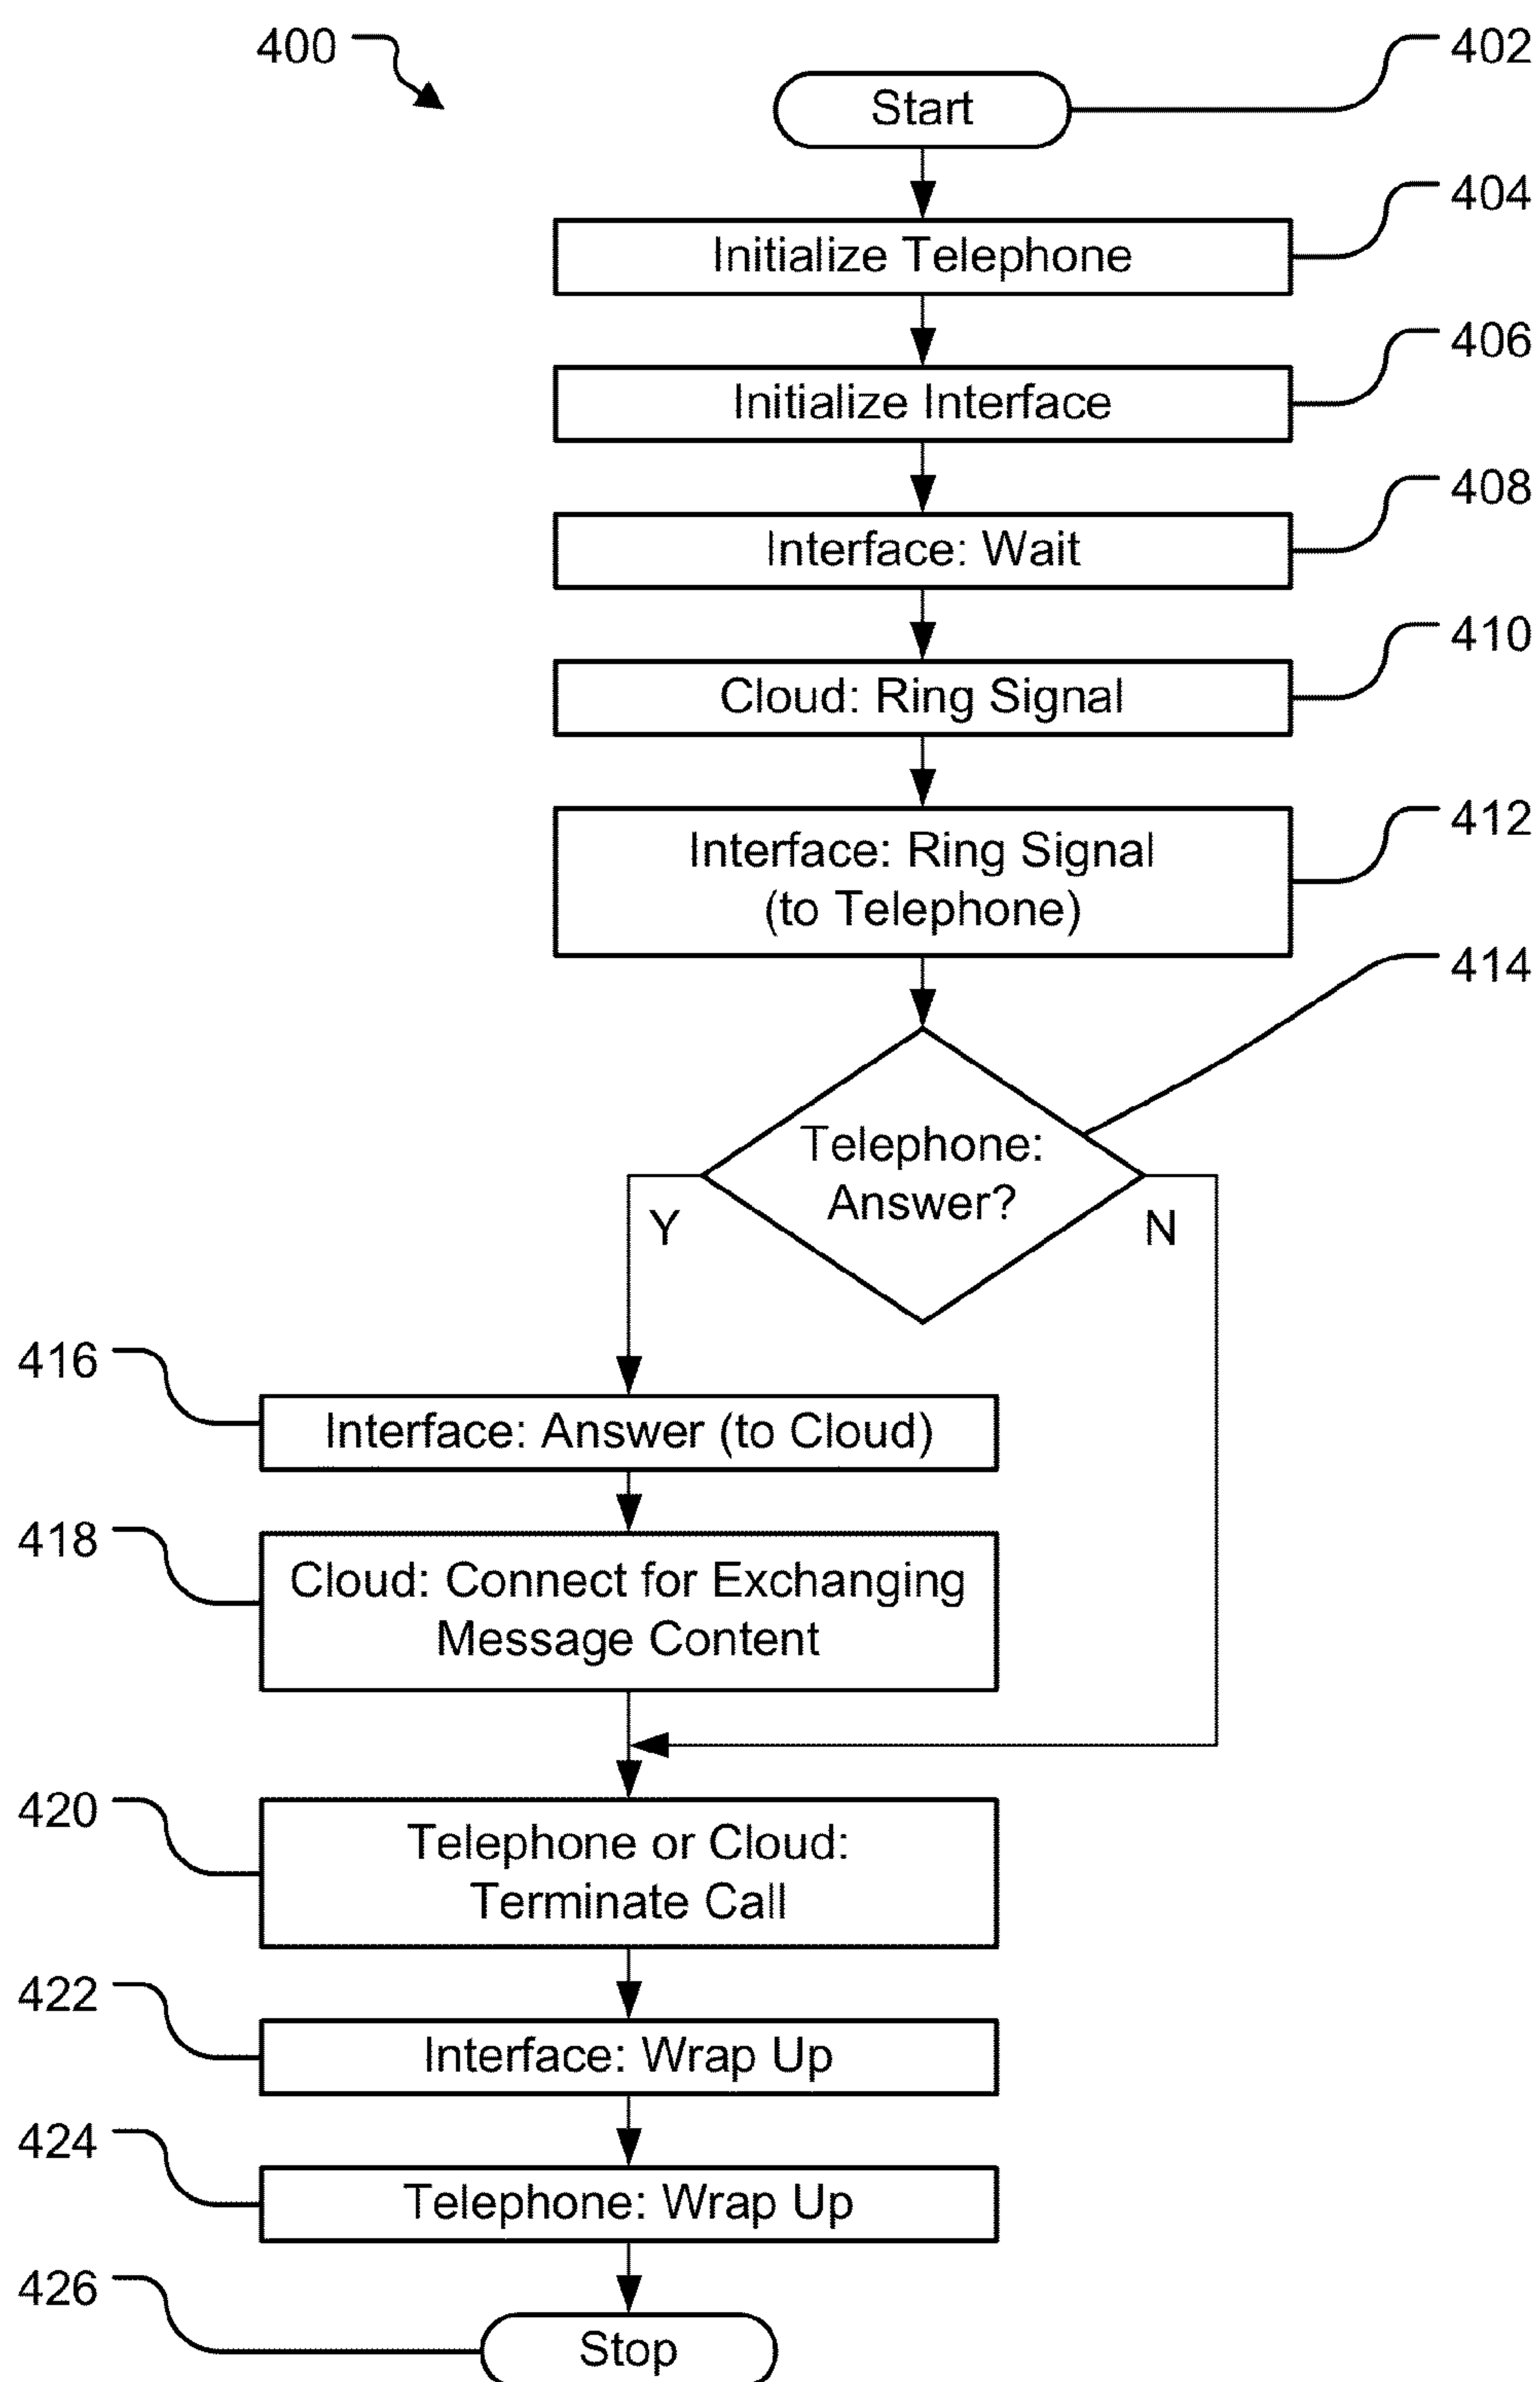 400
402
Start
404
Initialize Telephone
406
Initialize Interface
408
Interface: Wait
410
Cloud: Ring Signal
412
Interface: Ring Signal
(to Telephone)
414
Telephone:
Answer?
Y
N
416
Interface: Answer (to Cloud)
418
Cloud: Connect for Exchanging
Message Content
420
Telephone or Cloud:
Terminate Call
422
Interface: Wrap Up
424
Telephone: Wrap Up
426
Stop